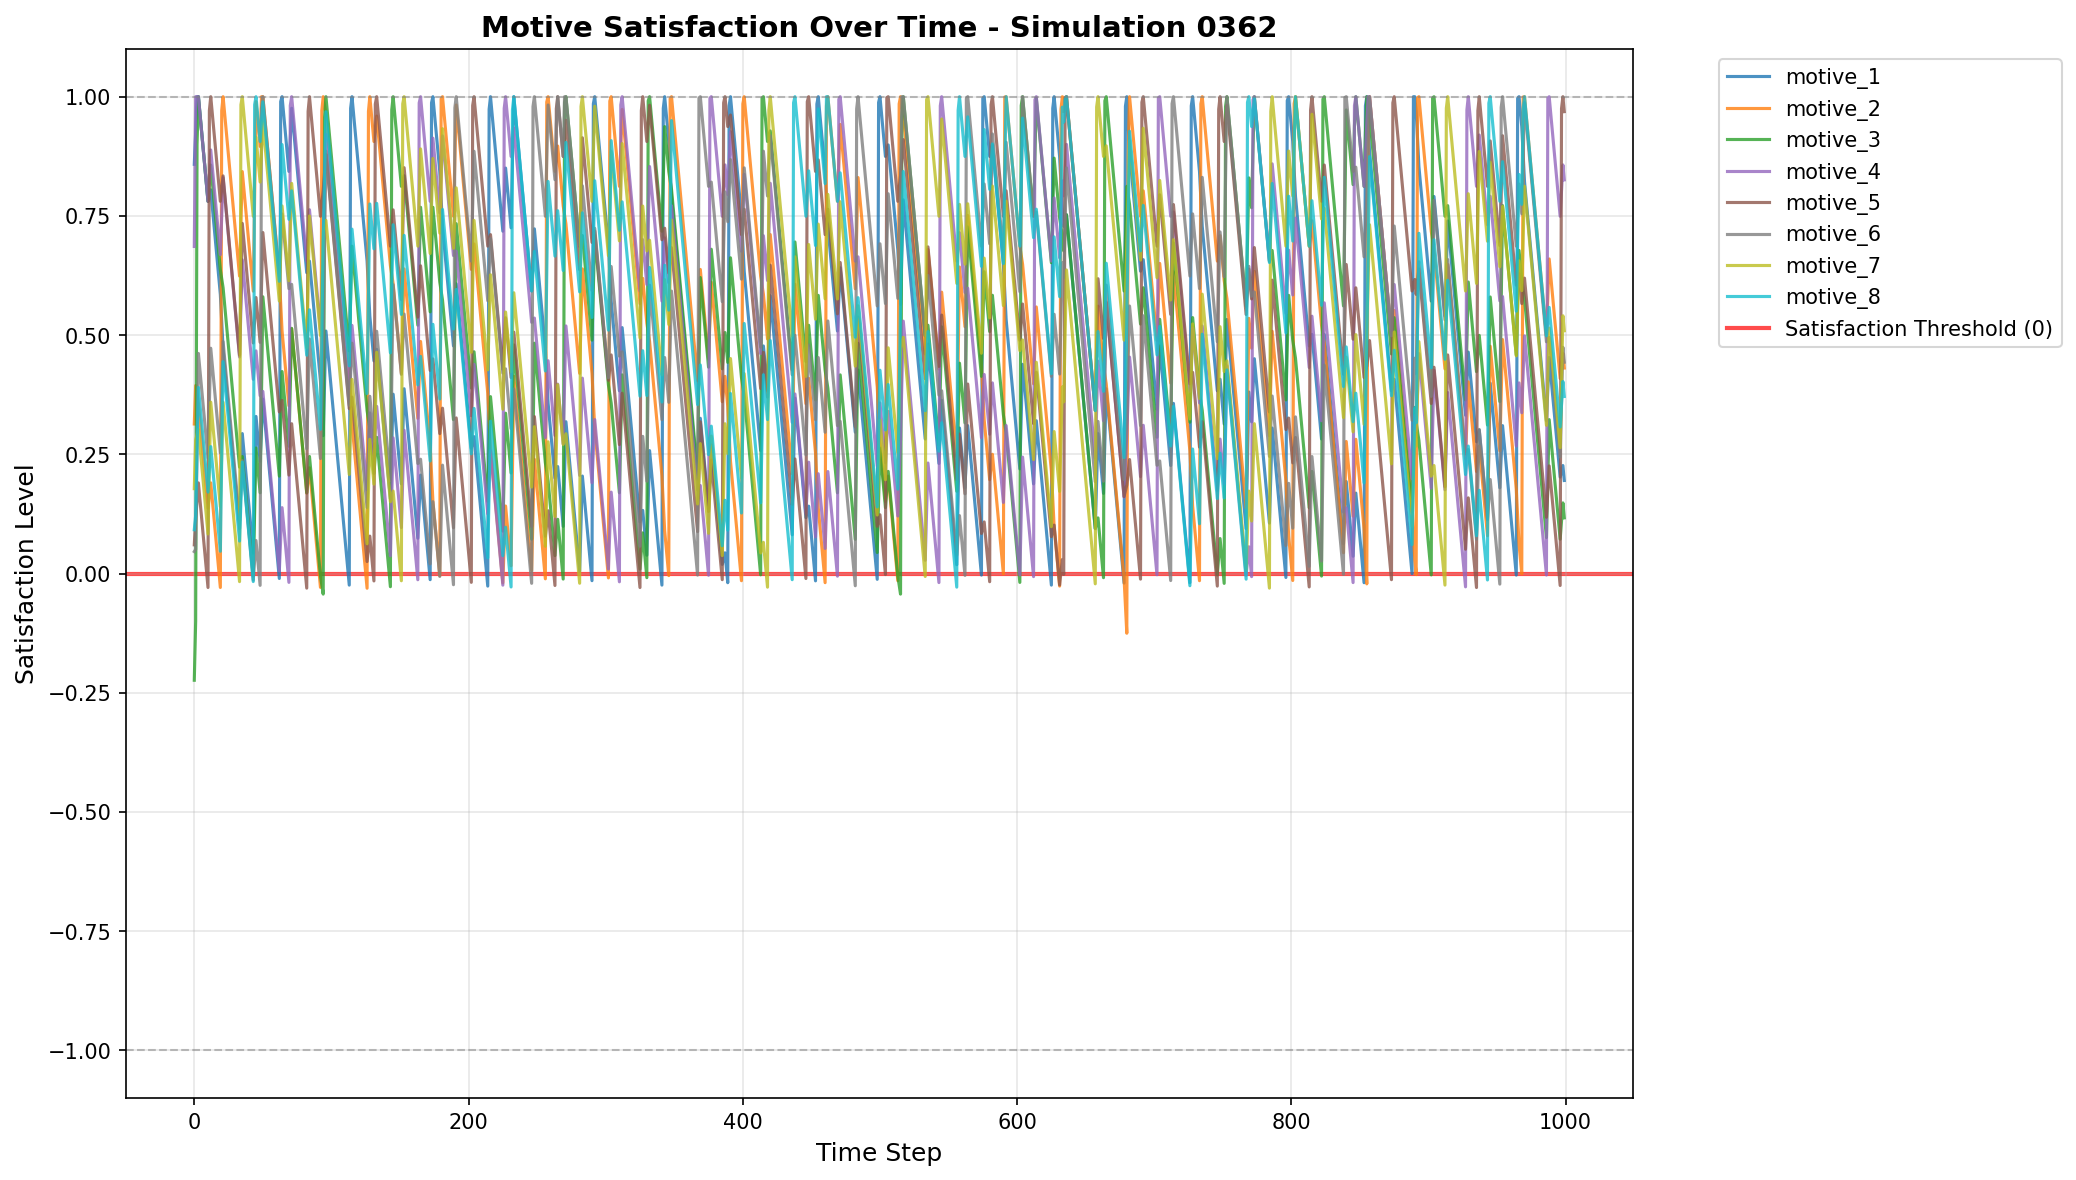 Motive Satisfaction Over Time - Simulation 0362
1.00
0.75
0.50
0.25
0.00
−0.25
−0.50
−0.75
−1.00
Satisfaction Level
0
200
400
600
800
1000
Time Step
motive_1
motive_2
motive_3
motive_4
motive_5
motive_6
motive_7
motive_8
Satisfaction Threshold (0)